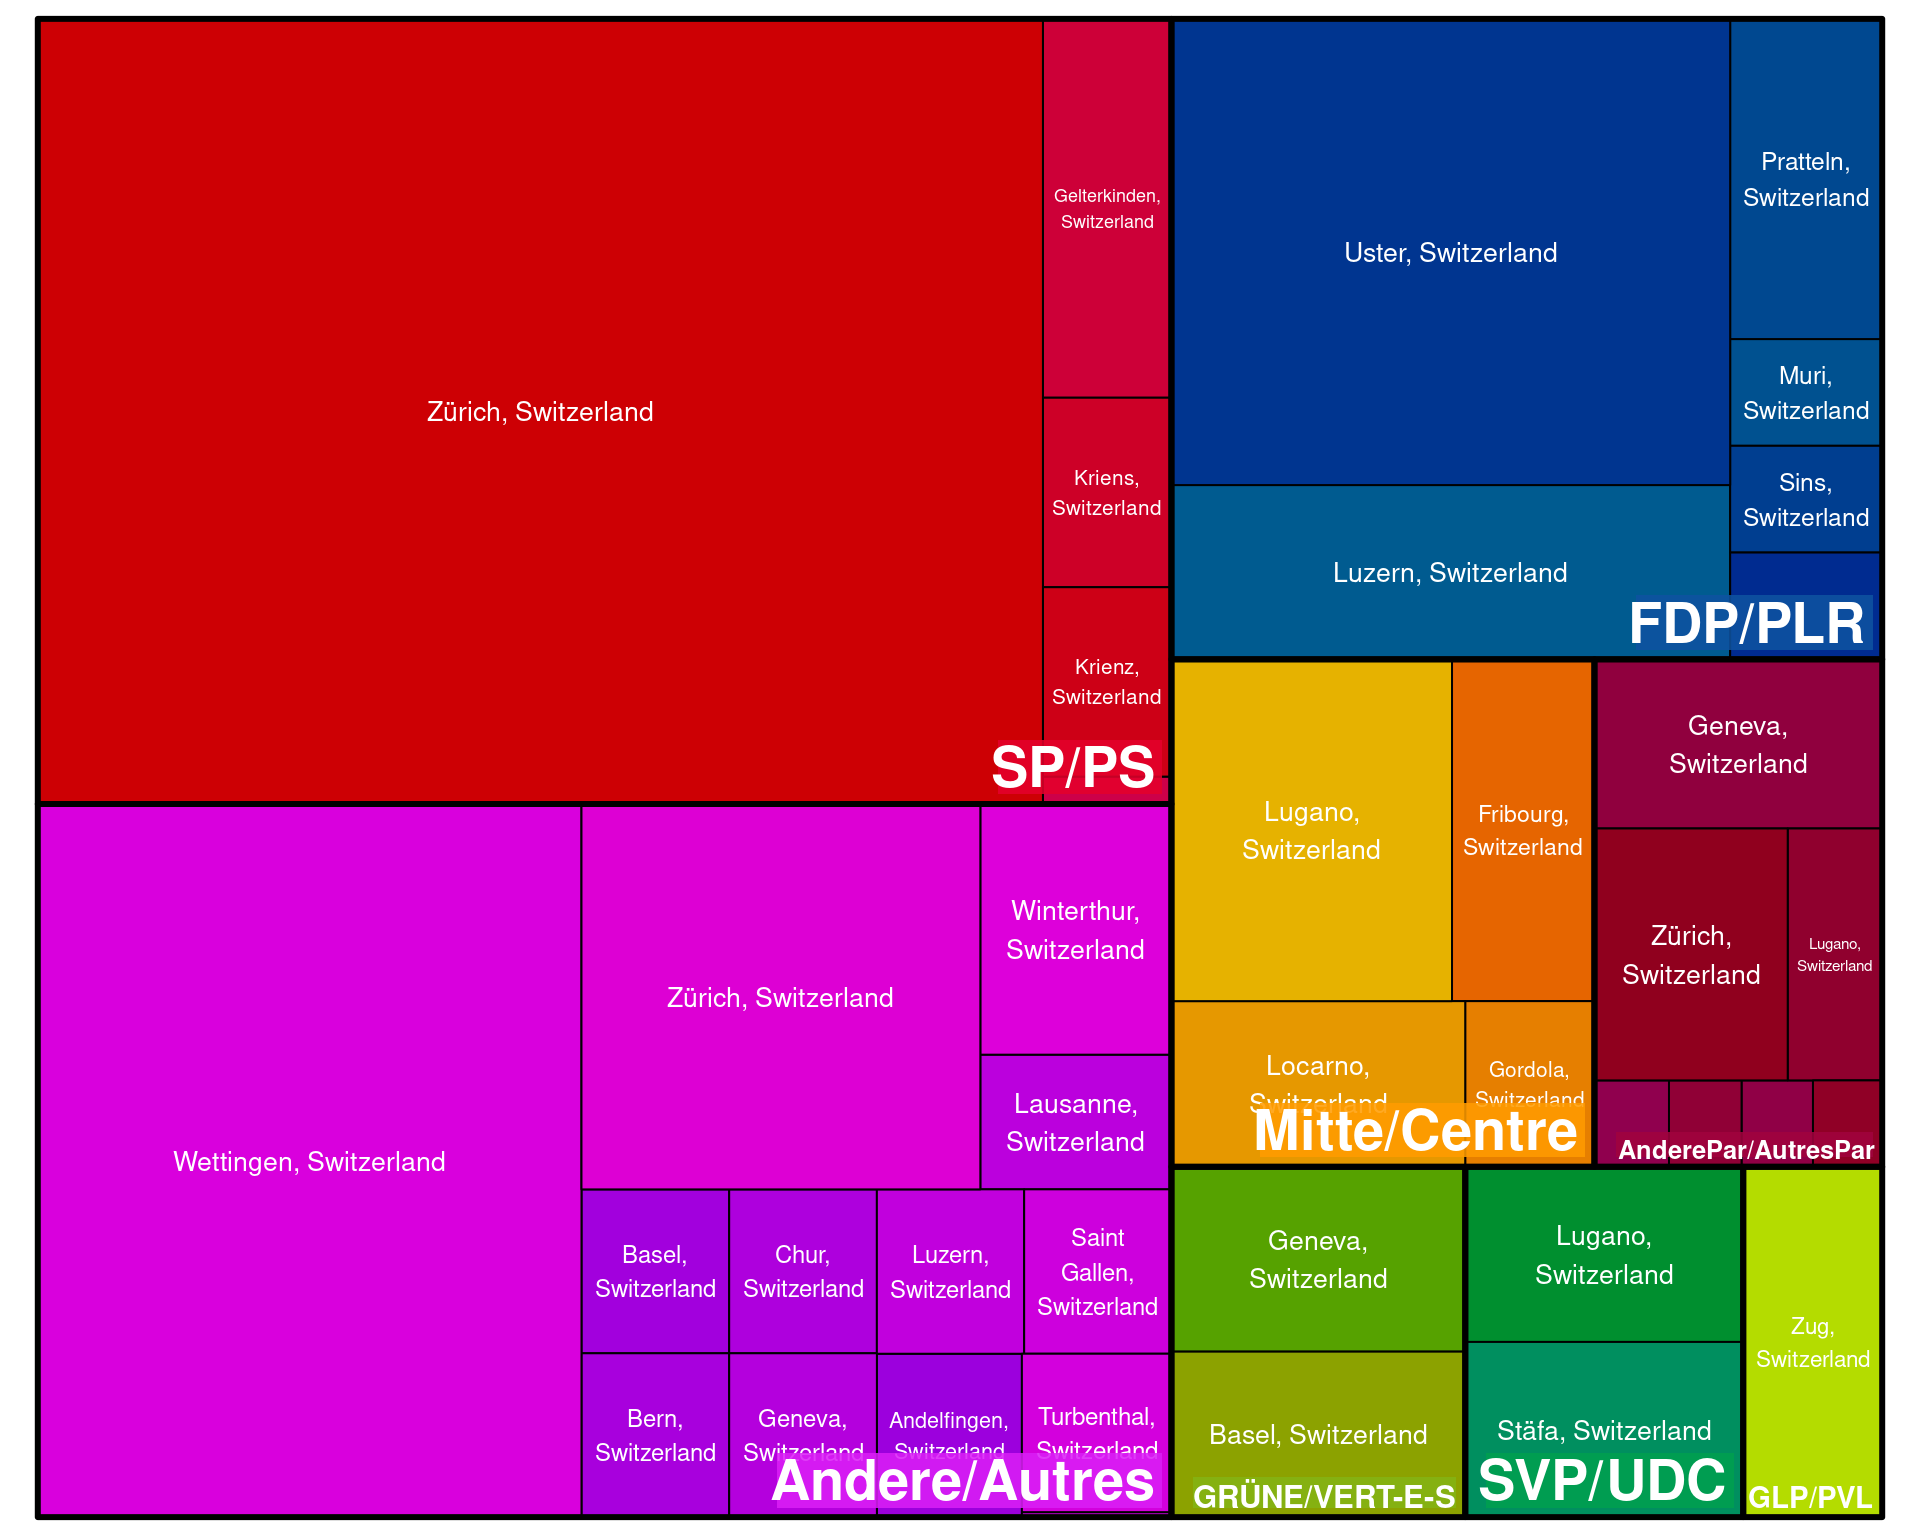 Zürich, Switzerland
Gelterkinden,
Switzerland
Kriens,
Switzerland
Krienz,
Switzerland
SP/PS
Uster, Switzerland
Pratteln,
Switzerland
Muri,
Switzerland
Sins,
Switzerland
Luzern, Switzerland
FDP/PLR
Wettingen, Switzerland
Zürich, Switzerland
Winterthur,
Switzerland
Lausanne,
Switzerland
Basel,
Switzerland
Chur,
Switzerland
Luzern,
Switzerland
Saint
Gallen,
Switzerland
Bern,
Switzerland
Geneva,
Switzerland
Andelfingen,
Switzerland
Turbenthal,
Switzerland
Andere/Autres
Lugano,
Switzerland
Fribourg,
Switzerland
Locarno,
Switzerland
Gordola,
Switzerland
Mitte/Centre
Geneva,
Switzerland
Zürich,
Switzerland
Lugano,
Switzerland
AnderePar/AutresPar
Geneva,
Switzerland
Basel, Switzerland
GRÜNE/VERT-E-S
Lugano,
Switzerland
Stäfa, Switzerland
SVP/UDC
Zug,
Switzerland
GLP/PVL